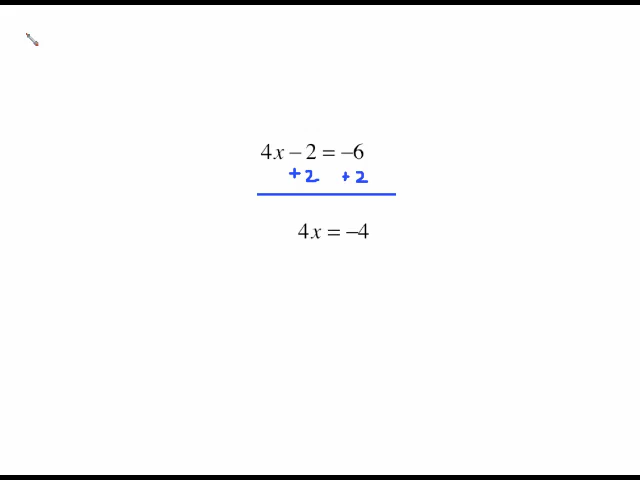 4x − 2 = −6
+2 +2
4x = −4